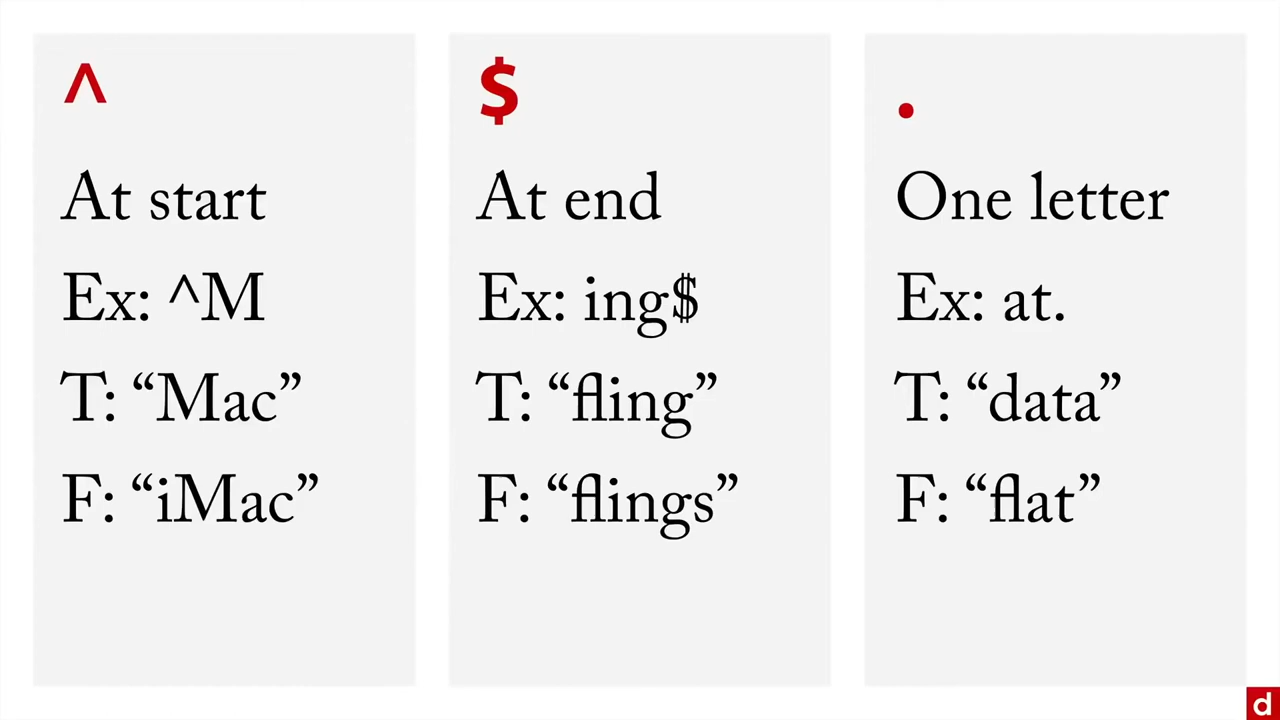 ^
At start
Ex: ^M
T: “Mac”
F: “iMac”
$
At end
Ex: ing$
T: “fling”
F: “flings”
.
One letter
Ex: at.
T: “data”
F: “flat”
d